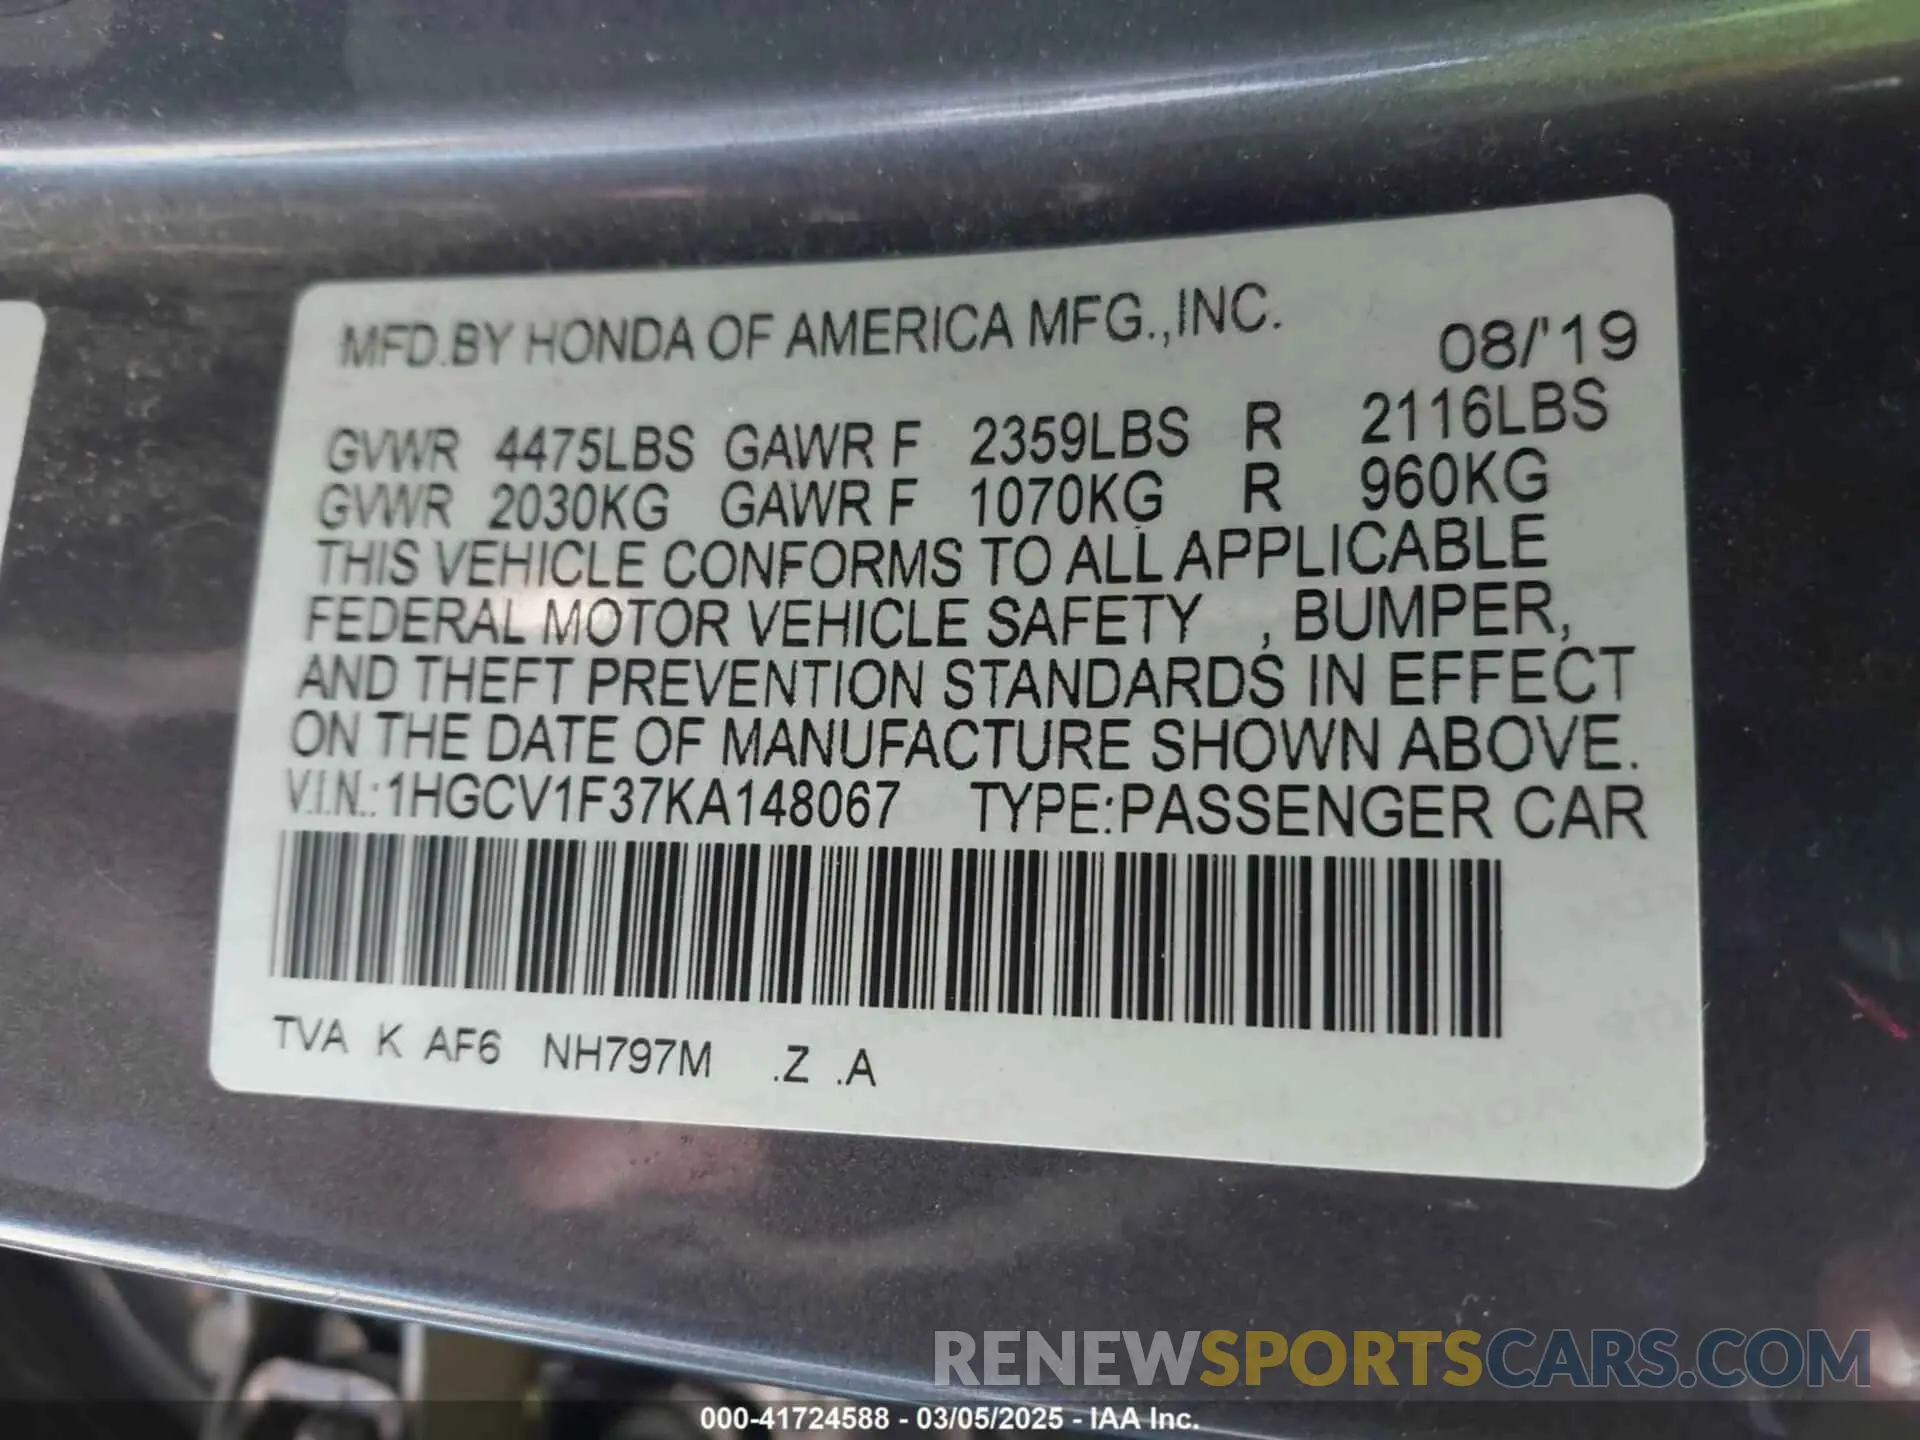 MFD.BY HONDA OF AMERICA MFG.,INC.
08/'19
GVWR 4475LBS GAWR F 2359LBS R 2116LBS
GVWR 2030KG GAWR F 1070KG R 960KG
THIS VEHICLE CONFORMS TO ALL APPLICABLE
FEDERAL MOTOR VEHICLE SAFETY , BUMPER,
AND THEFT PREVENTION STANDARDS IN EFFECT
ON THE DATE OF MANUFACTURE SHOWN ABOVE.
V.I.N.:1HGCV1F37KA148067 TYPE:PASSENGER CAR
TVA K AF6 NH797M .Z .A
RENEWSPORTSCARS.COM
000-41724588 - 03/05/2025 - IAA Inc.